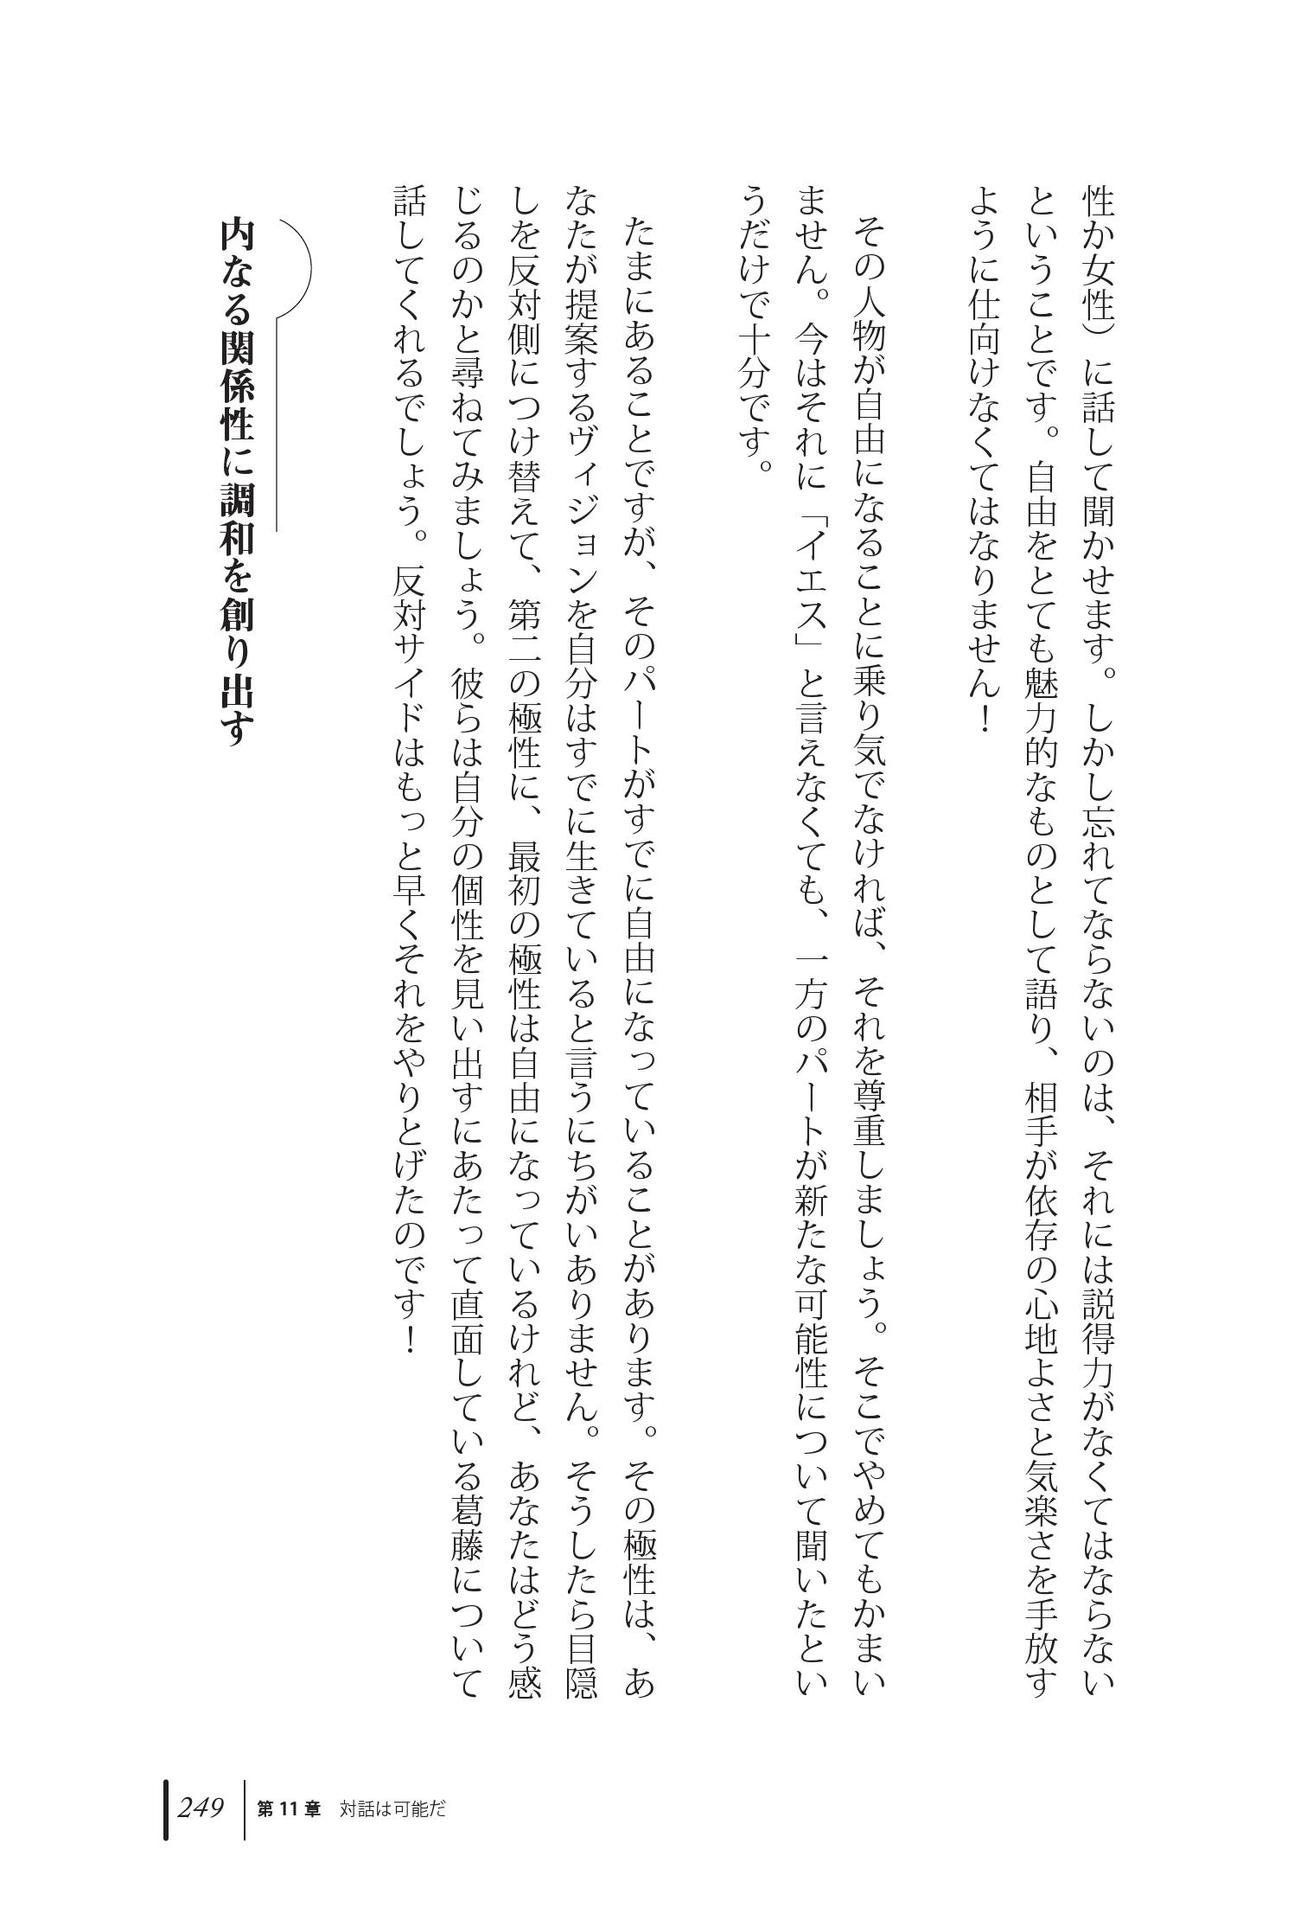 性か女性）に話して聞かせます。しかし忘れてならないのは、それには説得力がなくてはならない
ということです。自由をとても魅力的なものとして語り、相手が依存の心地よさと気楽さを手放す
ように仕向けなくてはなりません！
その人物が自由になることに乗り気でなければ、それを尊重しましょう。そこでやめてもかまい
ません。今はそれに「イエス」と言えなくても、一方のパートが新たな可能性について聞いたとい
うだけで十分です。
たまにあることですが、そのパートがすでに自由になっていることがあります。その極性は、あ
なたが提案するヴィジョンを自分はすでに生きていると言うにちがいありません。そうしたら目隠
しを反対側につけ替えて、第二の極性に、最初の極性は自由になっているけれど、あなたはどう感
じるのかと尋ねてみましょう。彼らは自分の個性を見い出すにあたって直面している葛藤について
話してくれるでしょう。反対サイドはもっと早くそれをやりとげたのです！
内なる関係性に調和を創り出す
249 第11章 対話は可能だ